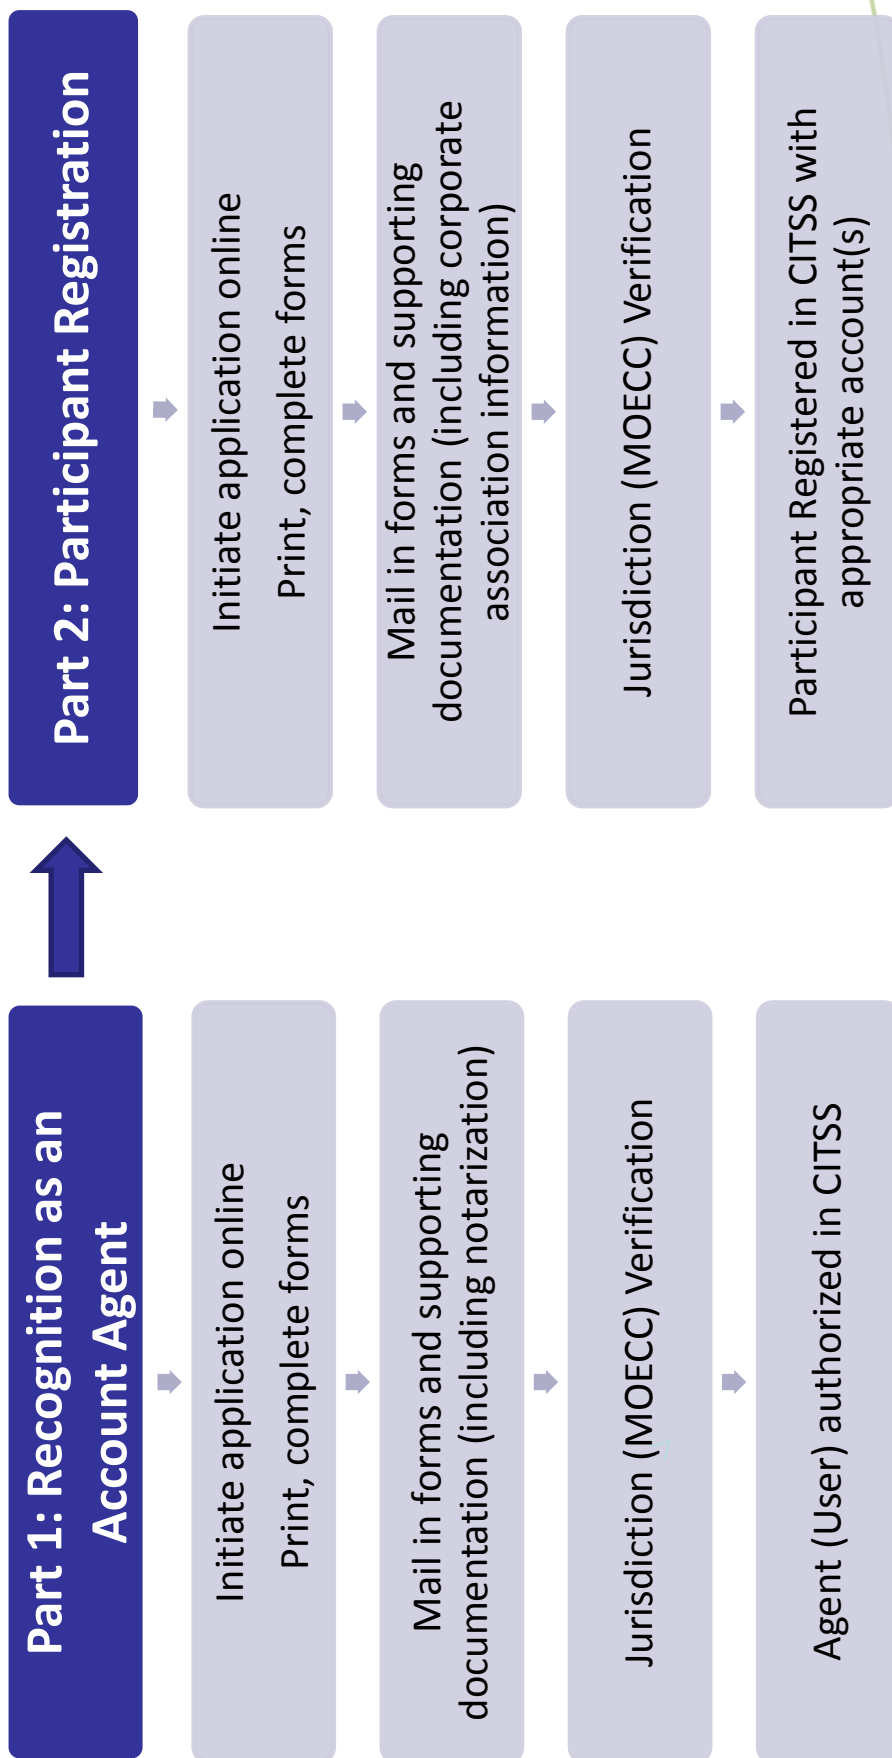 Part 1: Recognition as an
Account Agent
Initiate application online
Print, complete forms
Mail in forms and supporting
documentation (including notarization)
Jurisdiction (MOECC) Verification
Agent (User) authorized in CITSS
Part 2: Participant Registration
Initiate application online
Print, complete forms
Mail in forms and supporting
documentation (including corporate
association information)
Jurisdiction (MOECC) Verification
Participant Registered in CITSS with
appropriate account(s)